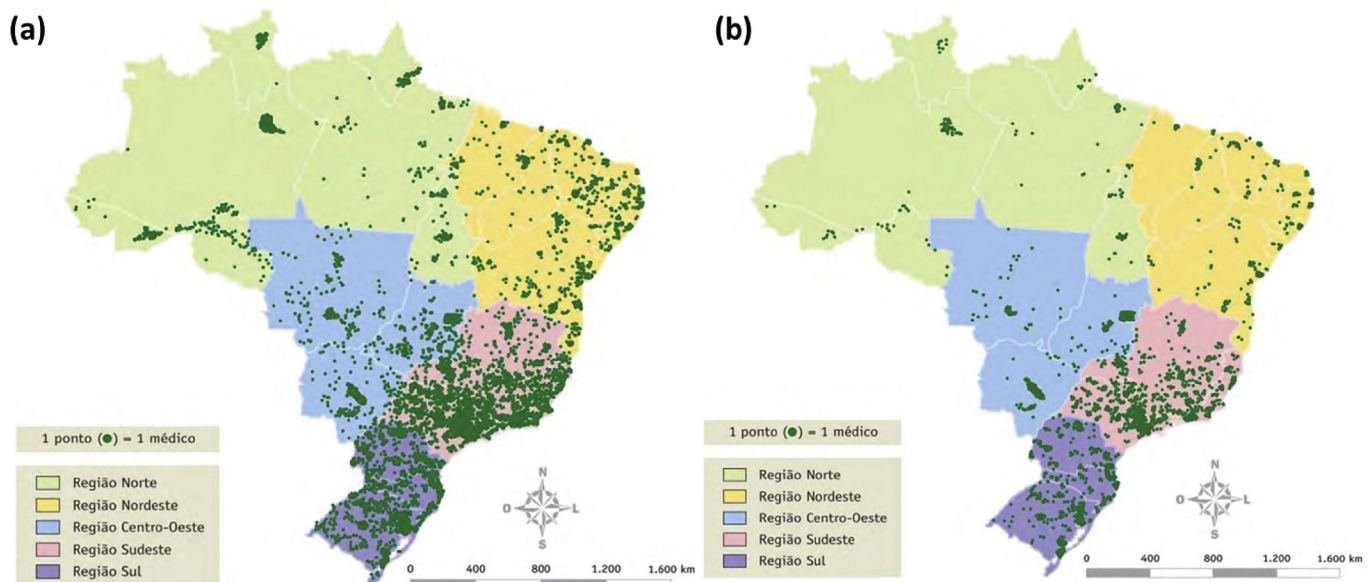 (a)
1 ponto (●) = 1 médico
Região Norte
Região Nordeste
Região Centro-Oeste
Região Sudeste
Região Sul
N
O L
S
0 400 800 1.200 1.600 km
(b)
1 ponto (●) = 1 médico
Região Norte
Região Nordeste
Região Centro-Oeste
Região Sudeste
Região Sul
N
O L
S
0 400 800 1.200 1.600 km